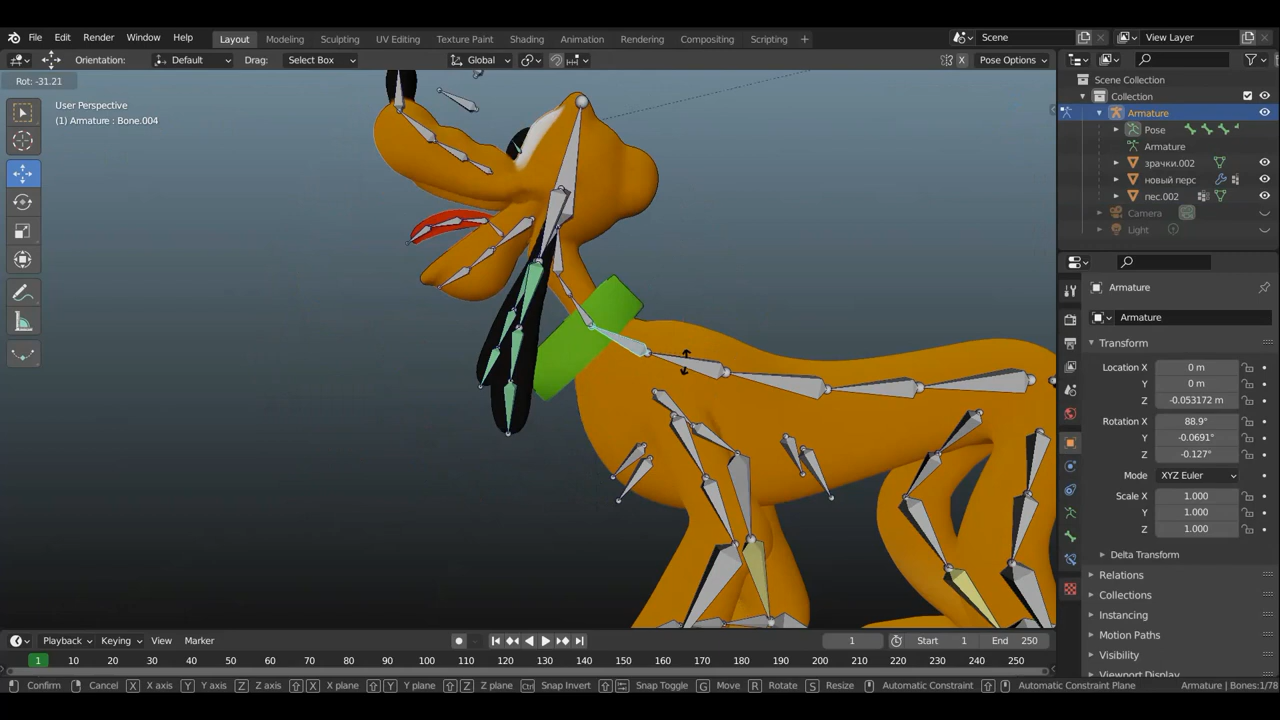 File Edit Render Window Help Layout Modeling Sculpting UV Editing Texture Paint Shading Animation Rendering Compositing Scripting + Scene View Layer
Orientation: Default Drag: Select Box Global X Pose Options
Rot: -31.21
User Perspective
(1) Armature : Bone.004
Scene Collection
Collection
Armature
Pose
Armature
зрачки.002
новый перс
пес.002
Camera
Light
Armature
Armature
Transform
Location X 0 m
Y 0 m
Z -0.053172 m
Rotation X 88.9°
Y -0.0691°
Z -0.127°
Mode XYZ Euler
Scale X 1.000
Y 1.000
Z 1.000
Delta Transform
Relations
Collections
Instancing
Motion Paths
Visibility
Viewport Display
Playback Keying View Marker 1 Start 1 End 250
1 10 20 30 40 50 60 70 80 90 100 110 120 130 140 150 160 170 180 190 200 210 220 230 240 250
Confirm Cancel X X axis Y Y axis Z Z axis X X plane Y Y plane Z Z plane Ctrl Snap Invert Snap Toggle G Move R Rotate S Resize Automatic Constraint Automatic Constraint Plane Armature | Bones:1/78